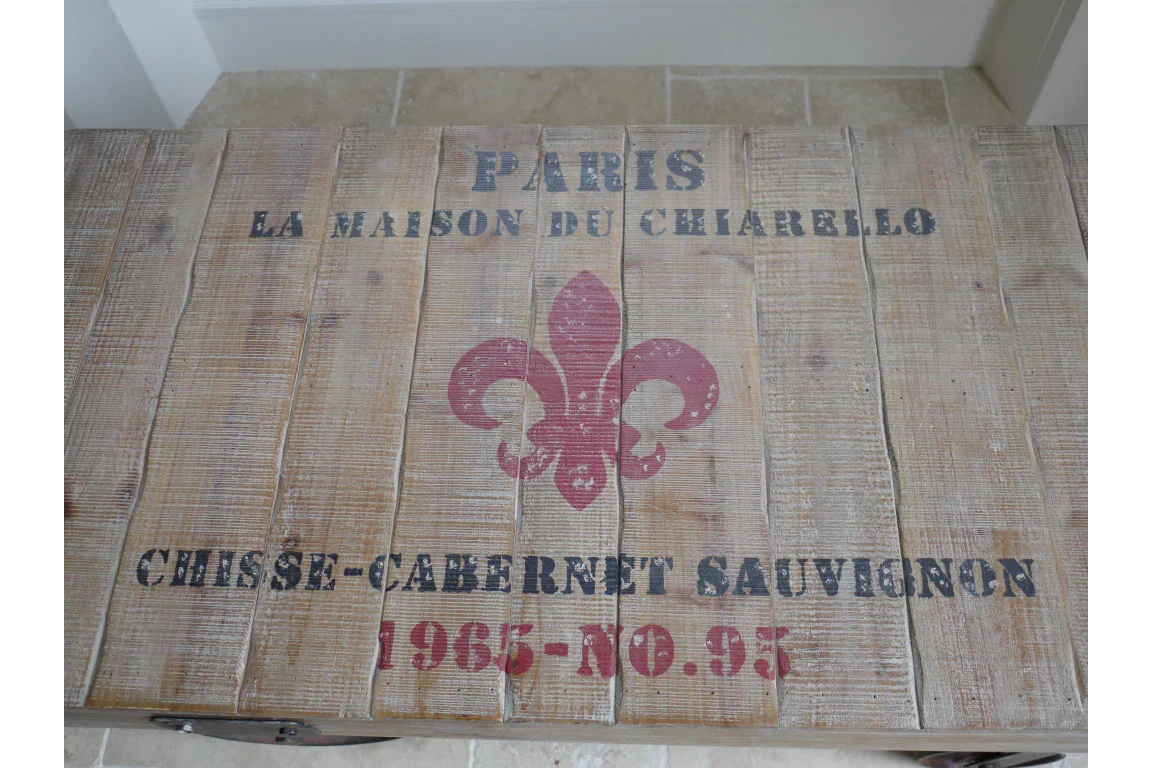 PARIS
LA MAISON DU CHIARELLO
CHISSE-CABERNET SAUVIGNON
1965-NO.95